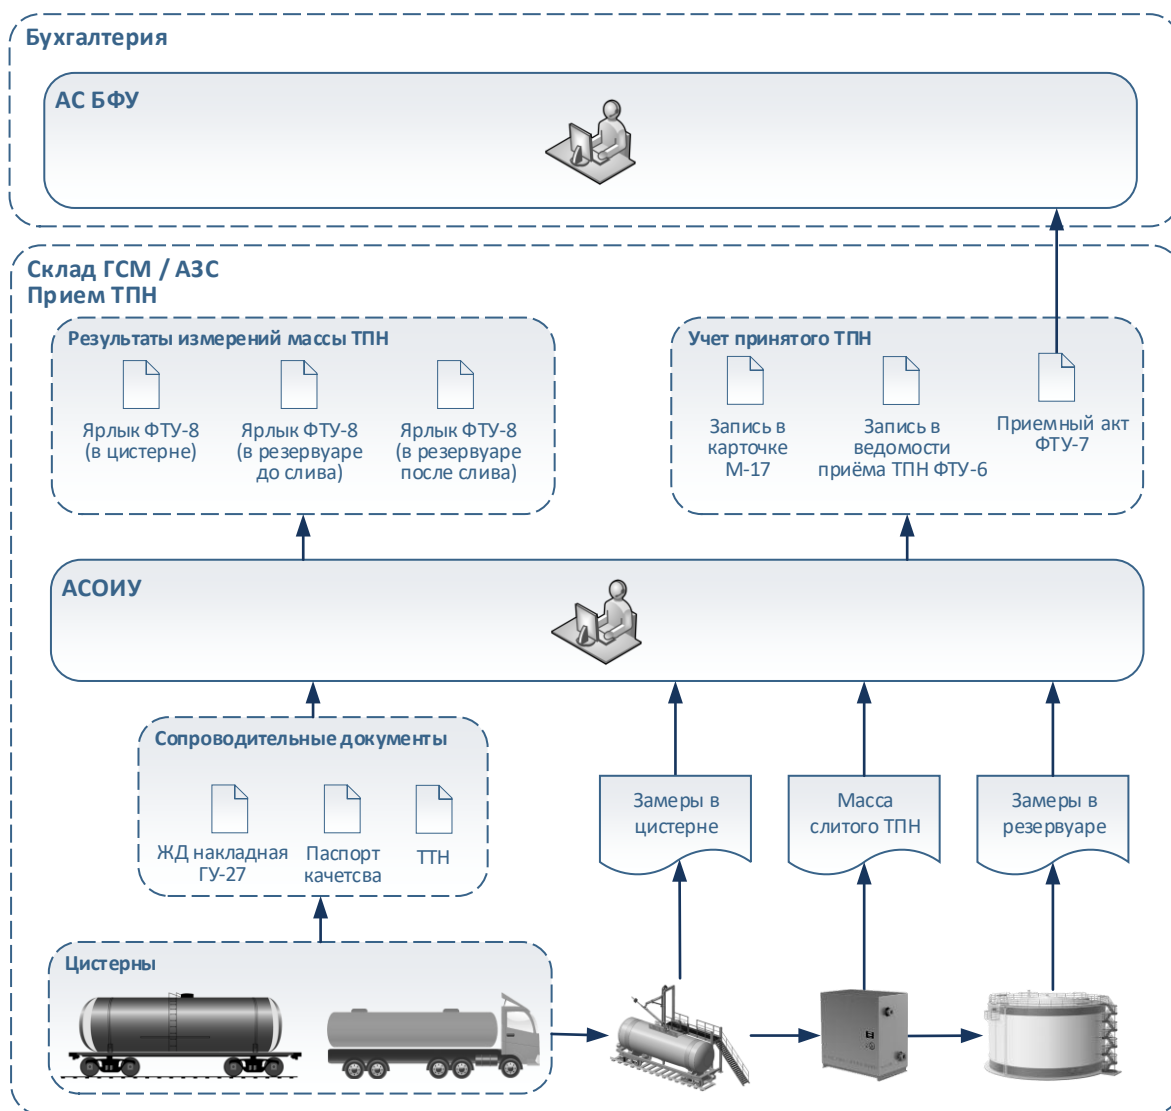 Бухгалтерия
АС БФУ
Склад ГСМ / АЗС
Прием ТПН
Результаты измерений массы ТПН
Ярлык ФТУ-8
(в цистерне)
Ярлык ФТУ-8
(в резервуаре
до слива)
Ярлык ФТУ-8
(в резервуаре
после слива)
Учет принятого ТПН
Запись в
карточке
М-17
Запись в
ведомости
приёма ТПН ФТУ-6
Приемный акт
ФТУ-7
АСОИУ
Сопроводительные документы
ЖД накладная
ГУ-27
Паспорт
качетсва
ТТН
Замеры в
цистерне
Масса
слитого ТПН
Замеры в
резервуаре
Цистерны